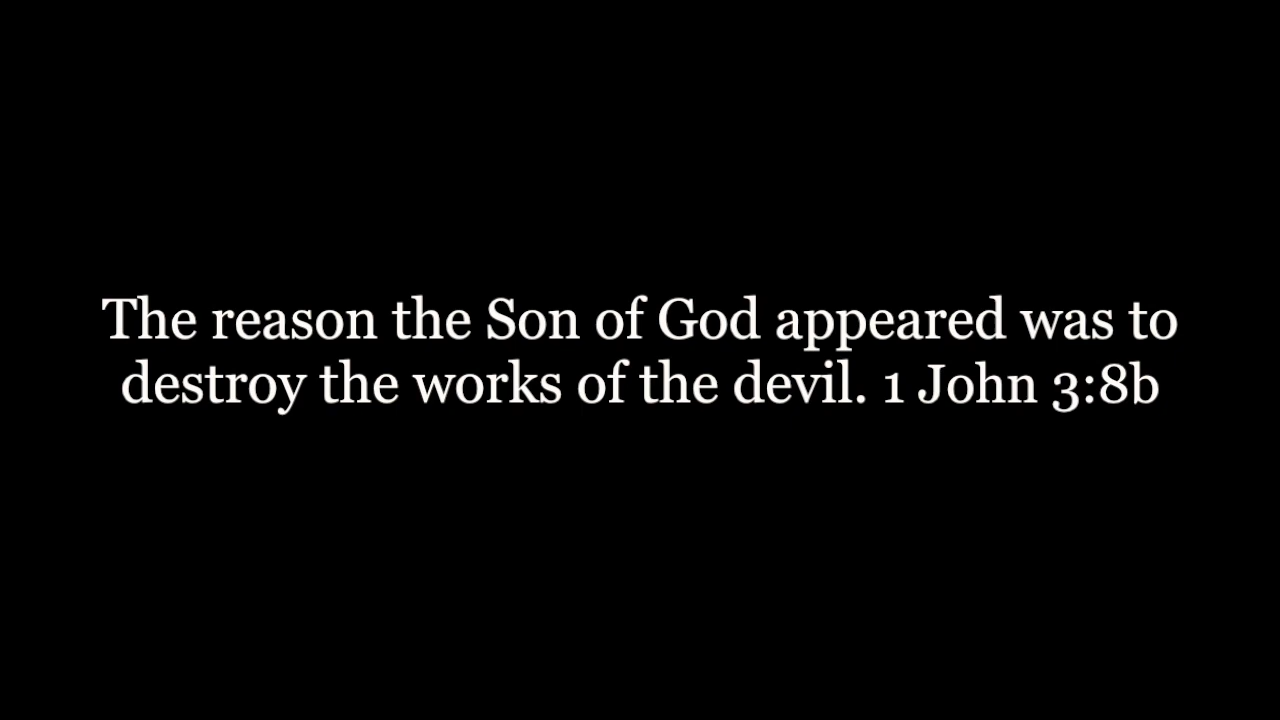 The reason the Son of God appeared was to
destroy the works of the devil. 1 John 3:8b